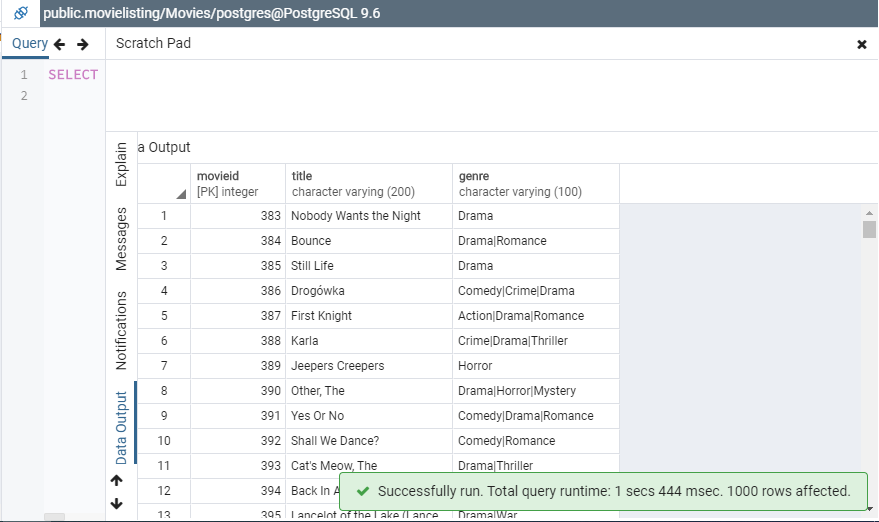 public.movielisting/Movies/postgres@PostgreSQL 9.6
Query
Scratch Pad
1 SELECT
2
Explain
Messages
Notifications
Data Output
a Output
movieid title genre
[PK] integer character varying (200) character varying (100)
1 383 Nobody Wants the Night Drama
2 384 Bounce Drama|Romance
3 385 Still Life Drama
4 386 Drogówka Comedy|Crime|Drama
5 387 First Knight Action|Drama|Romance
6 388 Karla Crime|Drama|Thriller
7 389 Jeepers Creepers Horror
8 390 Other, The Drama|Horror|Mystery
9 391 Yes Or No Comedy|Drama|Romance
10 392 Shall We Dance? Comedy|Romance
11 393 Cat's Meow, The Drama|Thriller
12 394 Back In A
13 395 Lancelot of the Lake (Lance Drama|War
Successfully run. Total query runtime: 1 secs 444 msec. 1000 rows affected.